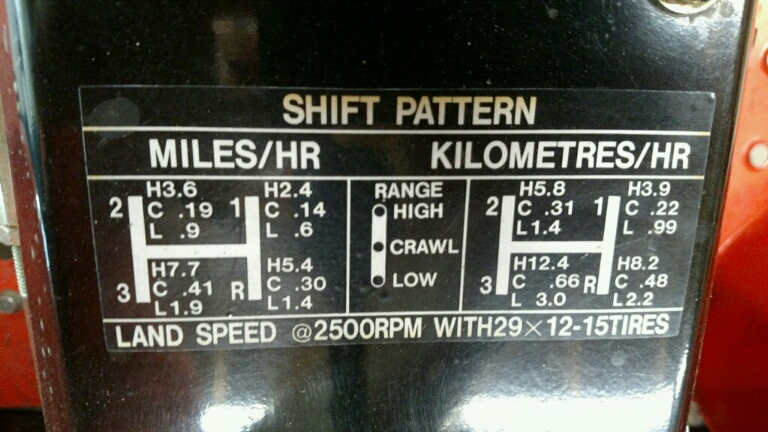 SHIFT PATTERN
MILES/HR KILOMETRES/HR
H3.6 H2.4 RANGE H5.8 H3.9
2 C .19 1 C .14 HIGH 2 C .31 1 C .22
L .9 L .6 CRAWL L1.4 L .99
H7.7 H5.4 LOW H12.4 H8.2
3 C .41 R C .30 3 C .66 R C .48
L1.9 L1.4 L 3.0 L2.2
LAND SPEED @2500RPM WITH29×12-15TIRES